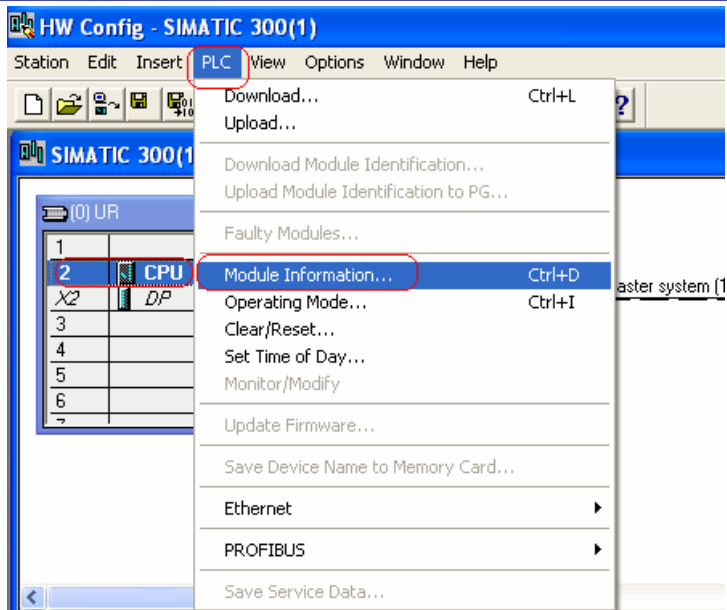 HW Config - SIMATIC 300(1)
Station Edit Insert PLC View Options Window Help
Download... Ctrl+L
Upload...
SIMATIC 300(1
Download Module Identification...
Upload Module Identification to PG...
(0) UR
Faulty Modules...
1
2 CPU
Module Information... Ctrl+D
aster system (1
X2 DP
Operating Mode... Ctrl+I
3
Clear/Reset...
4
Set Time of Day...
5
Monitor/Modify
6
7
Update Firmware...
Save Device Name to Memory Card...
Ethernet
PROFIBUS
Save Service Data...